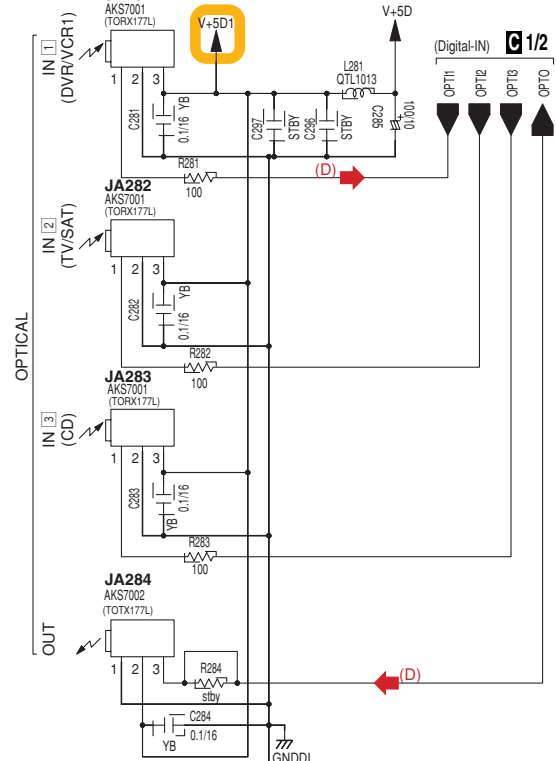 AKS7001
(TORX177L)
V+5D1
V+5D
(Digital-IN) C 1/2
IN 1
(DVR/VCR1)
1 2 3
C281
YB
0.1/16
C297
STBY
C296
STBY
L281
QTL1013
C285
100/10
+
OPTI1
OPTI2
OPTI3
OPTO
R281
100
(D)
JA282
AKS7001
(TORX177L)
IN 2
(TV/SAT)
1 2 3
C282
YB
0.1/16
R282
100
OPTICAL
JA283
AKS7001
(TORX177L)
IN 3
(CD)
1 2 3
C283
YB
0.1/16
R283
100
JA284
AKS7002
(TOTX177L)
OUT
1 2 3
R284
stby
(D)
C284
YB
0.1/16
GNDDI